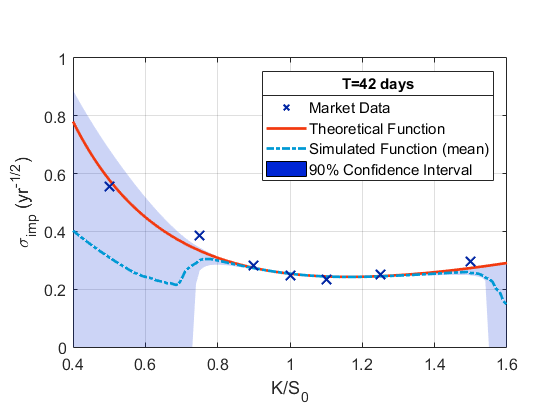 T=42 days
Market Data
Theoretical Function
Simulated Function (mean)
90% Confidence Interval
1
0.8
0.6
0.4
0.2
0
σimp (yr-1/2)
0.4 0.6 0.8 1 1.2 1.4 1.6
K/S0